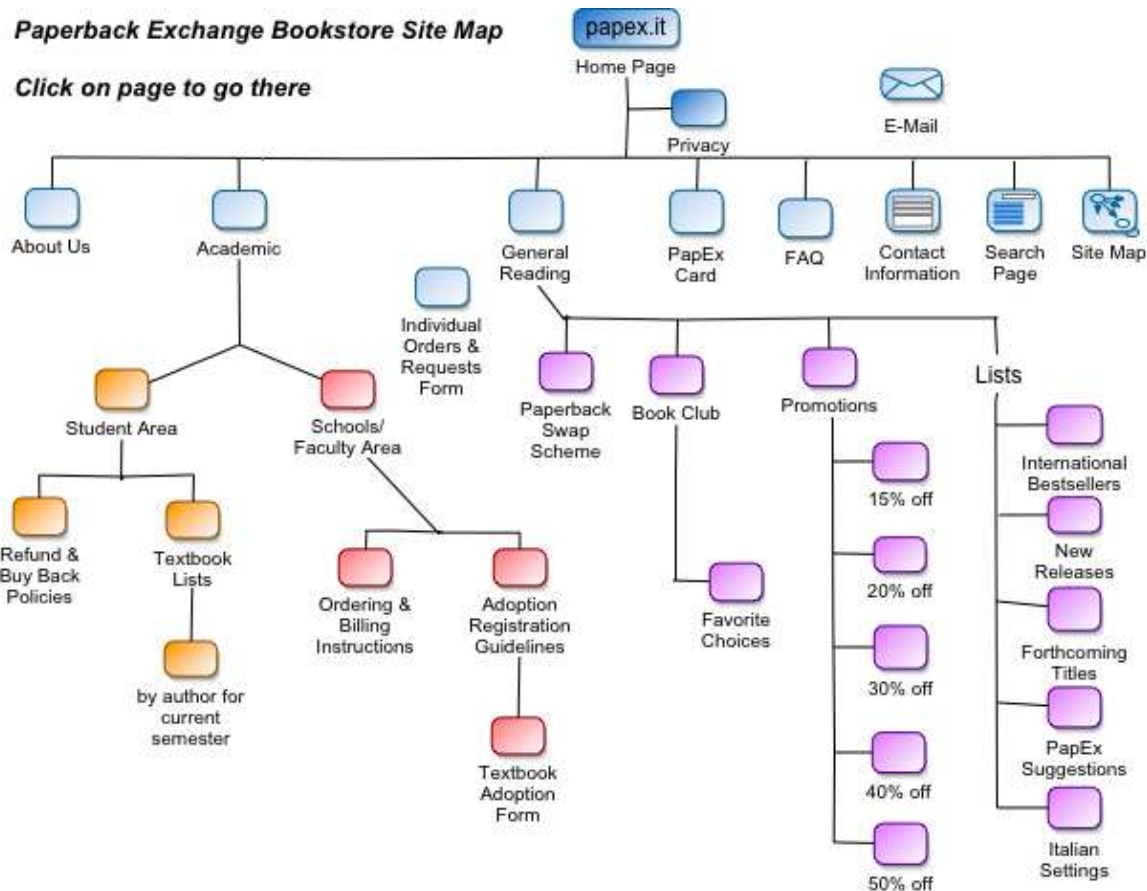 Paperback Exchange Bookstore Site Map
Click on page to go there
papex.it
Home Page
E-Mail
Privacy
About Us
Academic
General
Reading
PapEx
Card
FAQ
Contact
Information
Search
Page
Site Map
Individual
Orders &
Requests
Form
Student Area
Schools/
Faculty Area
Paperback
Swap
Scheme
Book Club
Promotions
Lists
Refund &
Buy Back
Policies
Textbook
Lists
by author for
current
semester
Ordering &
Billing
Instructions
Adoption
Registration
Guidelines
Textbook
Adoption
Form
Favorite
Choices
15% off
20% off
30% off
40% off
50% off
International
Bestsellers
New
Releases
Forthcoming
Titles
PapEx
Suggestions
Italian
Settings